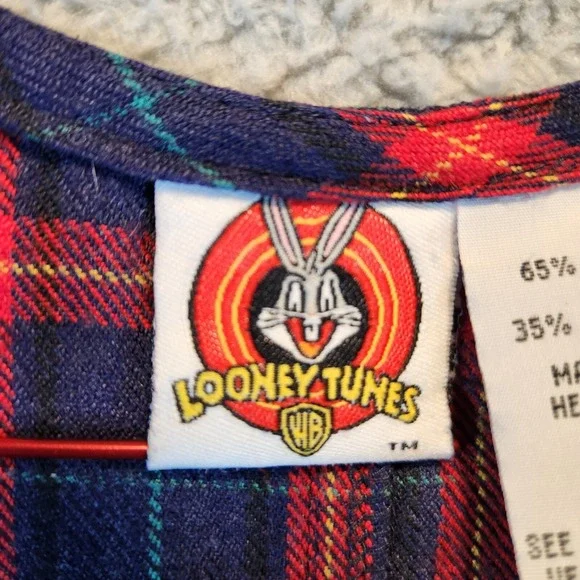 LOONEY TUNES
WB
TM
65%
35%
MA
HE
SEE